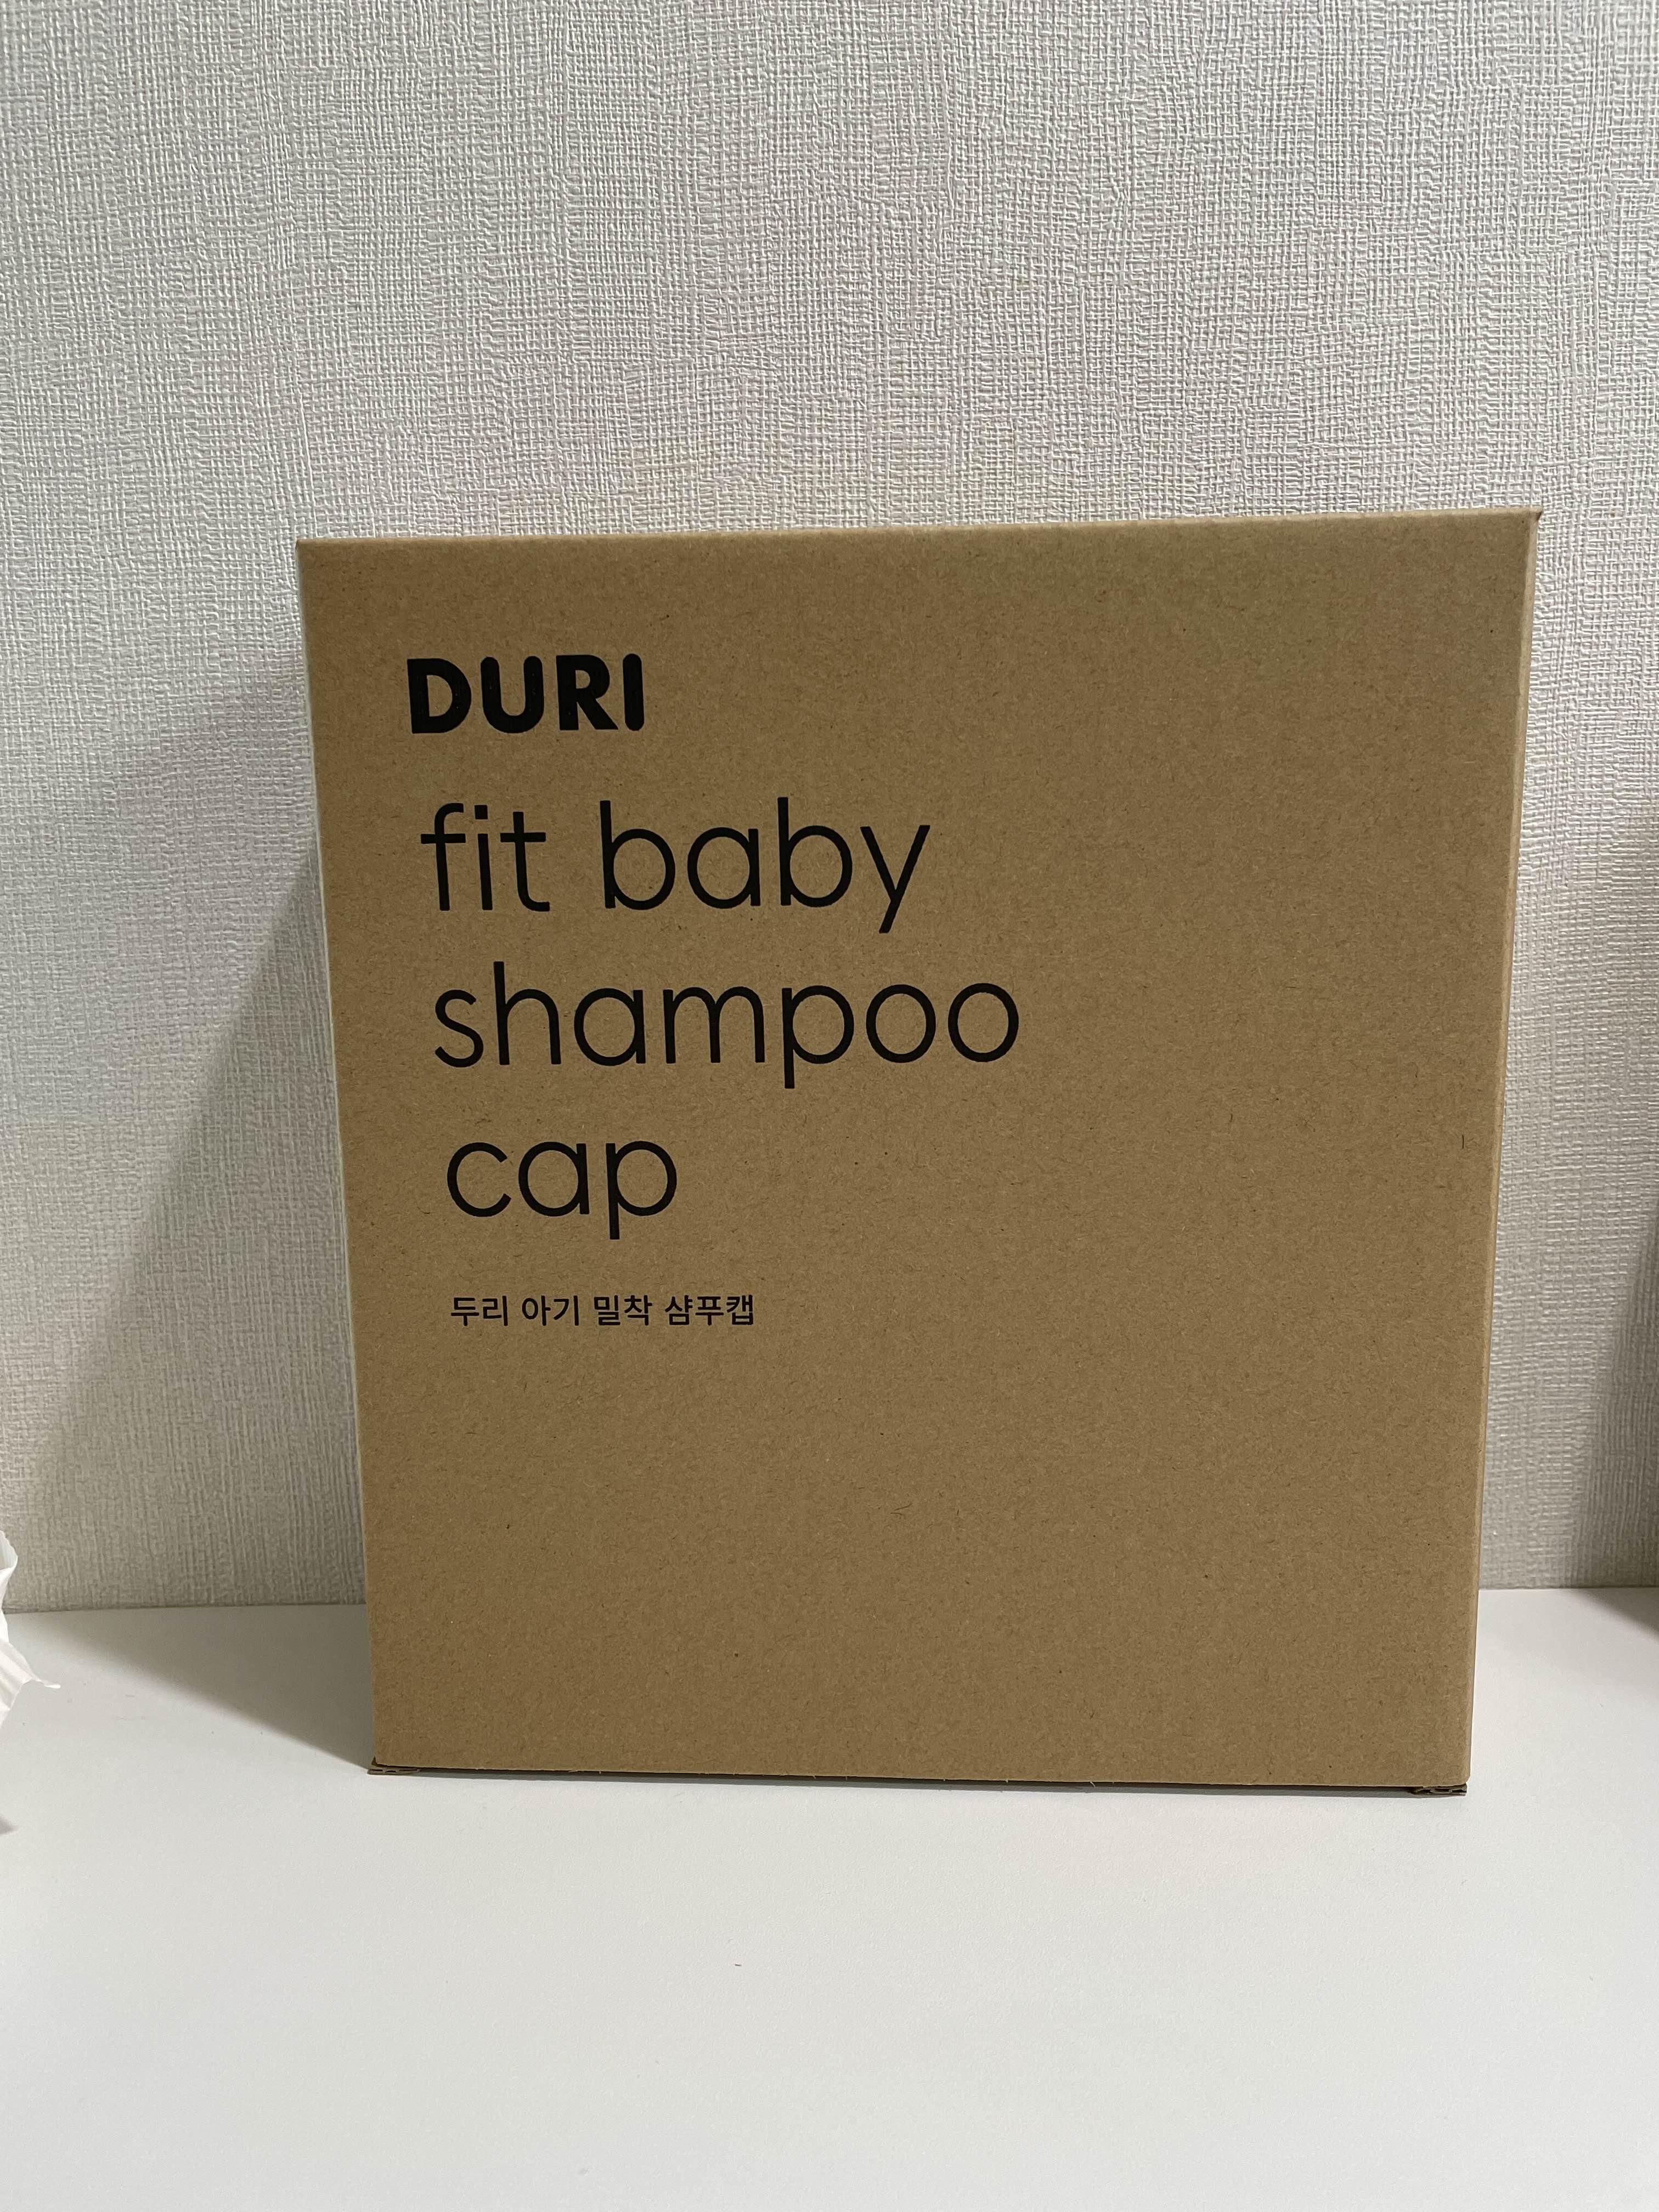 DURI
fit baby
shampoo
cap
두리 아기 밀착 샴푸캡